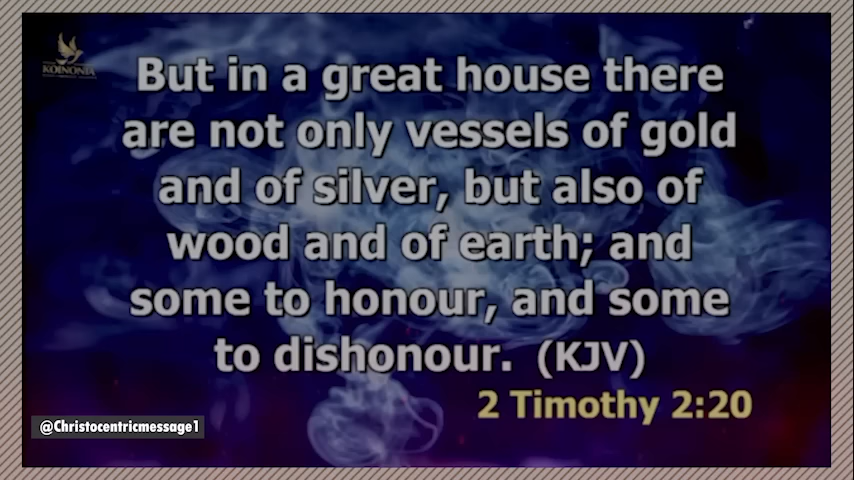 KOINONIA
But in a great house there
are not only vessels of gold
and of silver, but also of
wood and of earth; and
some to honour, and some
to dishonour. (KJV)
2 Timothy 2:20
@Christocentricmessage1